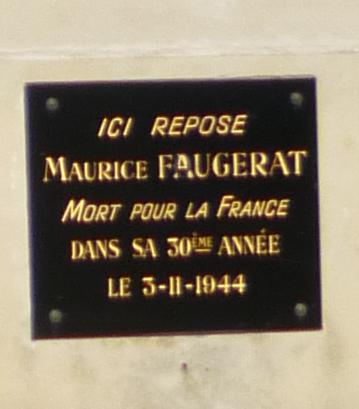 ICI REPOSE
MAURICE FAUGERAT
MORT POUR LA FRANCE
DANS SA 30ÈME ANNÉE
LE 3-11-1944